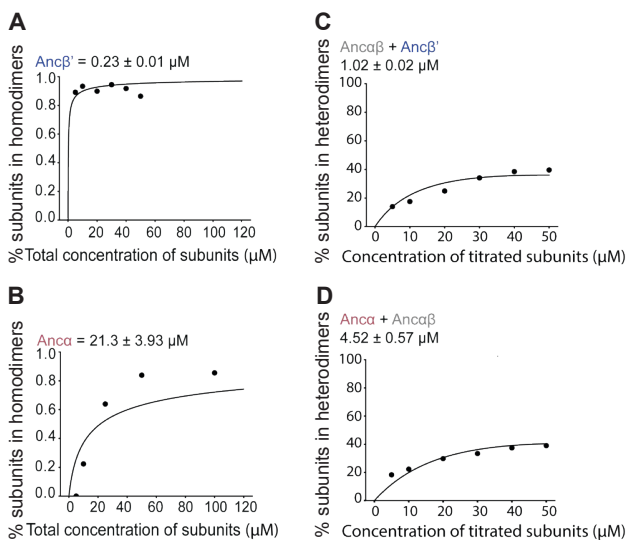 A
Ancβ’ = 0.23 ± 0.01 µM
% subunits in homodimers
1.0
0.8
0.6
0.4
0.2
0.0
0 20 40 60 80 100 120
Total concentration of subunits (µM)
B
Ancα = 21.3 ± 3.93 µM
% subunits in homodimers
1.0
0.8
0.6
0.4
0.2
0.0
0 20 40 60 80 100 120
Total concentration of subunits (µM)
C
Ancαβ + Ancβ’
1.02 ± 0.02 µM
% subunits in heterodimers
100
80
60
40
20
0
0 10 20 30 40 50
Concentration of titrated subunits (µM)
D
Ancα + Ancαβ
4.52 ± 0.57 µM
% subunits in heterodimers
100
80
60
40
20
0
0 10 20 30 40 50
Concentration of titrated subunits (µM)